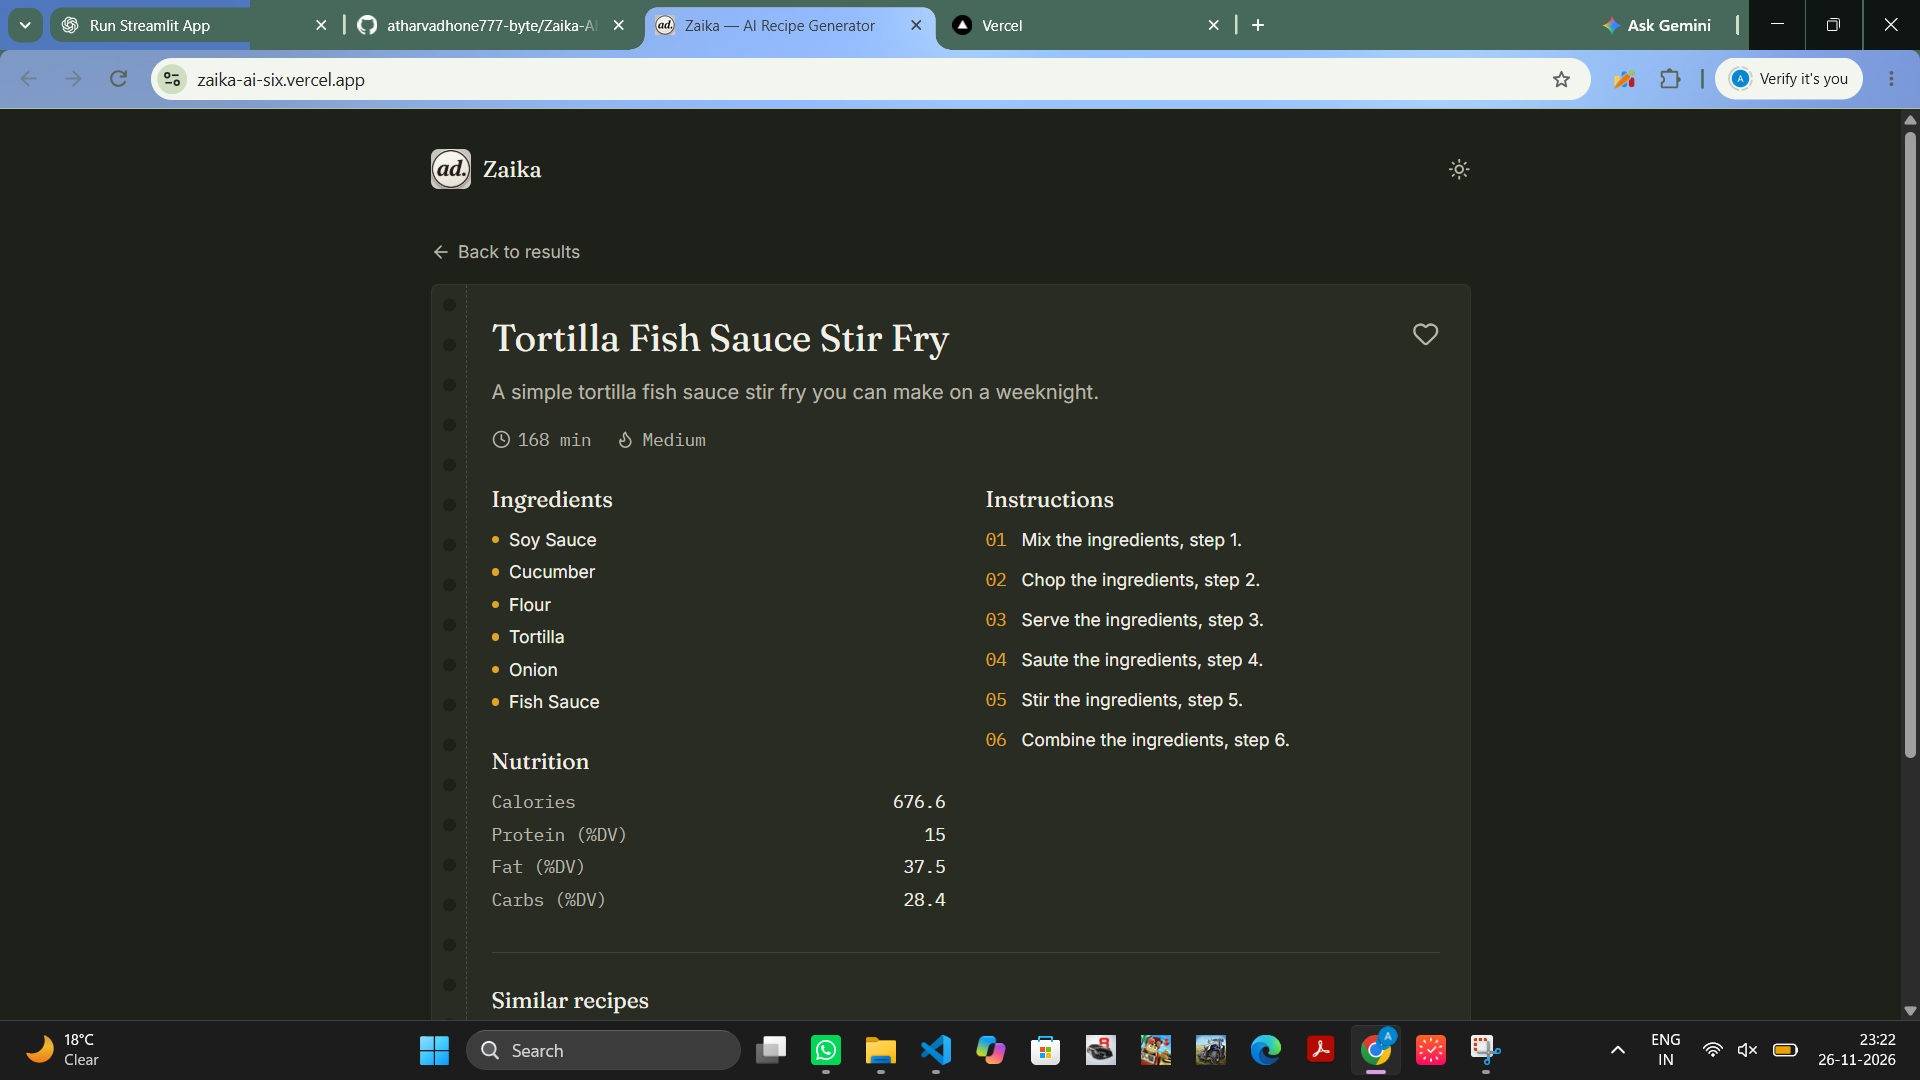 Run Streamlit App
atharvadhone777-byte/Zaika-AI
Zaika — AI Recipe Generator
Vercel
Ask Gemini
zaika-ai-six.vercel.app
A
Verify it's you
ad.
Zaika
Back to results
Tortilla Fish Sauce Stir Fry
A simple tortilla fish sauce stir fry you can make on a weeknight.
168 min
Medium
Ingredients
Soy Sauce
Cucumber
Flour
Tortilla
Onion
Fish Sauce
Nutrition
Calories 676.6
Protein (%DV) 15
Fat (%DV) 37.5
Carbs (%DV) 28.4
Instructions
01 Mix the ingredients, step 1.
02 Chop the ingredients, step 2.
03 Serve the ingredients, step 3.
04 Saute the ingredients, step 4.
05 Stir the ingredients, step 5.
06 Combine the ingredients, step 6.
Similar recipes
18°C
Clear
Search
A
ENG
IN
23:22
26-11-2026